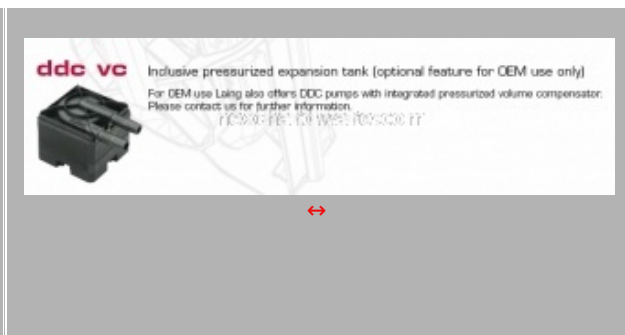 ddc vc
Inclusive pressurized expansion tank (optional feature for OEM use only)
For OEM use Laing also offers DDC pumps with integrated pressurized volume compensator.
Please contact us for further information.